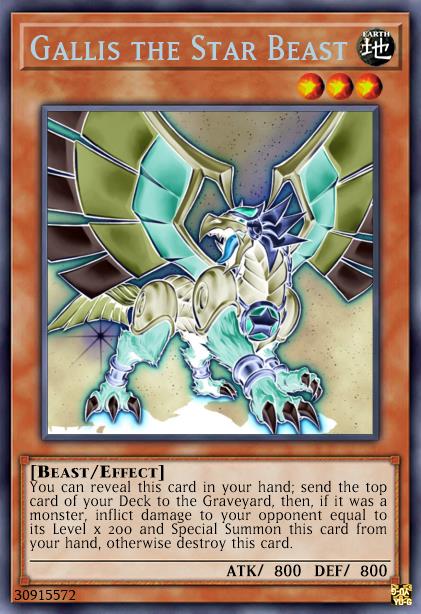 Gallis the Star Beast
EARTH
地
[Beast/Effect]
You can reveal this card in your hand; send the top
card of your Deck to the Graveyard, then, if it was a
monster, inflict damage to your opponent equal to
its Level x 200 and Special Summon this card from
your hand, otherwise destroy this card.
ATK/ 800 DEF/ 800
30915572